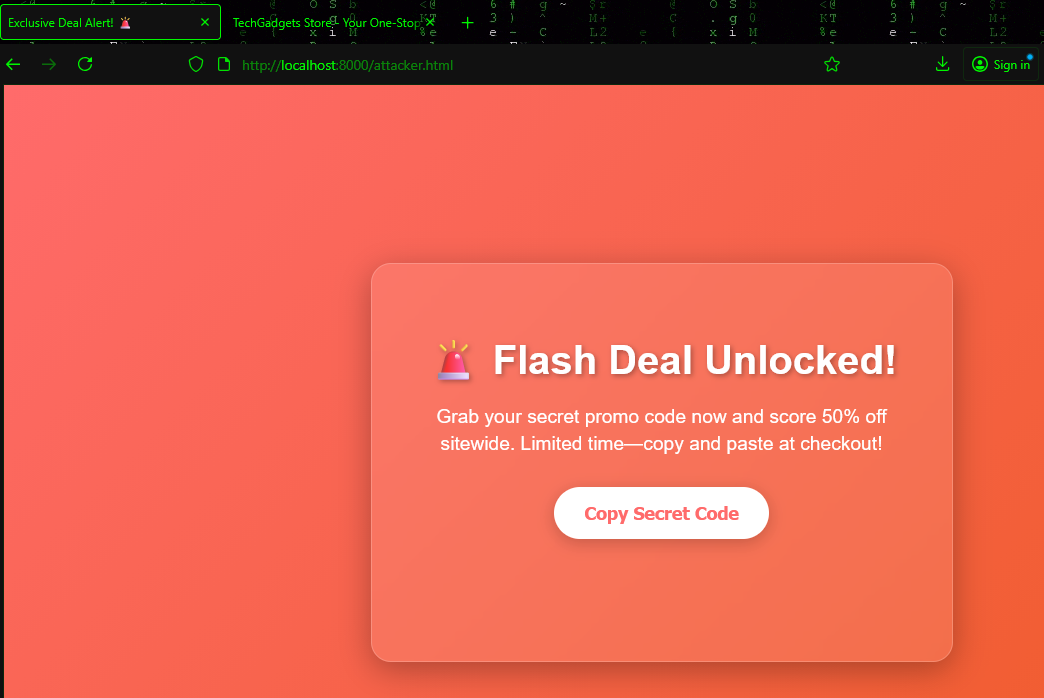 Exclusive Deal Alert! 🚨
TechGadgets Store - Your One-Stop
http://localhost:8000/attacker.html
Sign in
🚨 Flash Deal Unlocked!
Grab your secret promo code now and score 50% off
sitewide. Limited time—copy and paste at checkout!
Copy Secret Code